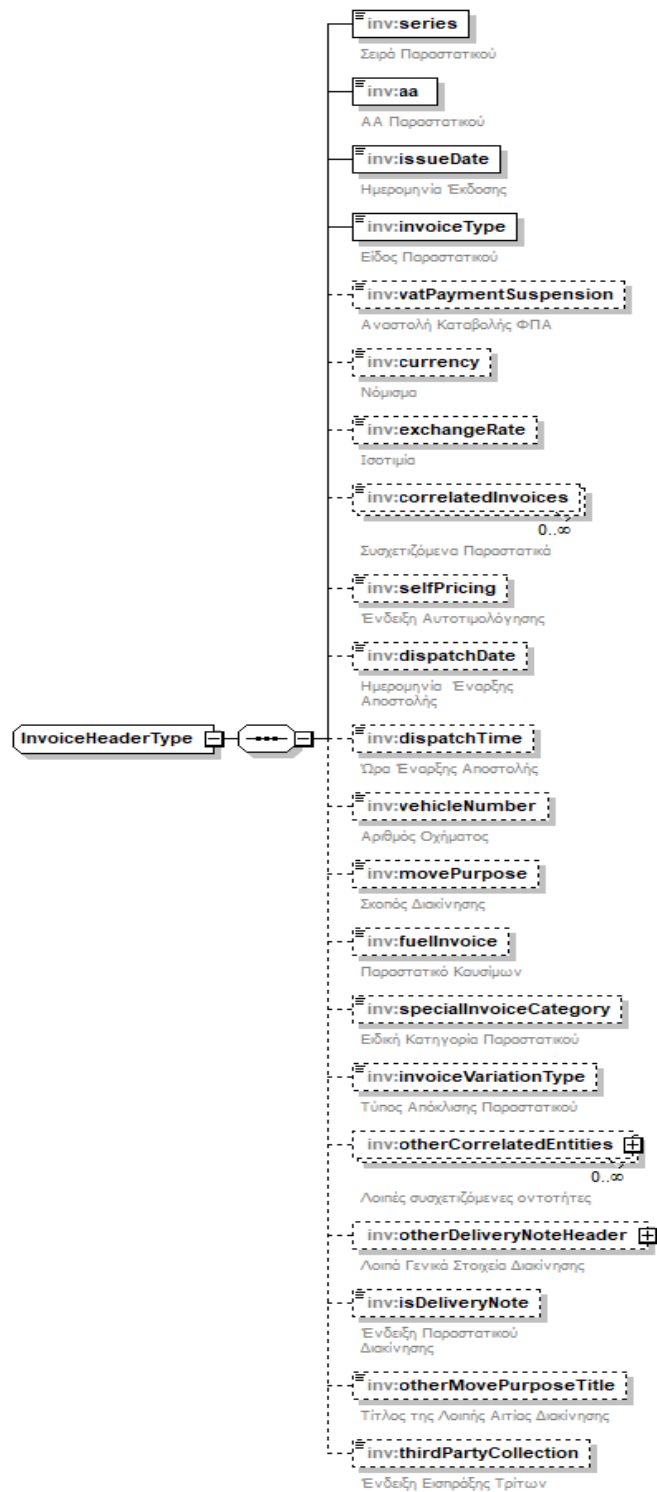 inv:series
Σειρά Παραστατικού
inv:aa
ΑΑ Παραστατικού
inv:issueDate
Ημερομηνία Έκδοσης
inv:invoiceType
Είδος Παραστατικού
inv:vatPaymentSuspension
Αναστολή Καταβολής ΦΠΑ
inv:currency
Νόμισμα
inv:exchangeRate
Ισοτιμία
inv:correlatedInvoices
0..∞
Συσχετιζόμενα Παραστατικά
inv:selfPricing
Ένδειξη Αυτοτιμολόγησης
inv:dispatchDate
Ημερομηνία Έναρξης
Αποστολής
InvoiceHeaderType
inv:dispatchTime
Ώρα Έναρξης Αποστολής
inv:vehicleNumber
Αριθμός Οχήματος
inv:movePurpose
Σκοπός Διακίνησης
inv:fuelInvoice
Παραστατικό Καυσίμων
inv:specialInvoiceCategory
Ειδική Κατηγορία Παραστατικού
inv:invoiceVariationType
Τύπος Απόκλισης Παραστατικού
inv:otherCorrelatedEntities
0..∞
Λοιπές συσχετιζόμενες οντοτήτες
inv:otherDeliveryNoteHeader
Λοιπά Γενικά Στοιχεία Διακίνησης
inv:isDeliveryNote
Ένδειξη Παραστατικού
Διακίνησης
inv:otherMovePurposeTitle
Τίτλος της Λοιπής Αιτίας Διακίνησης
inv:thirdPartyCollection
Ένδειξη Εισπράξης Τρίτων